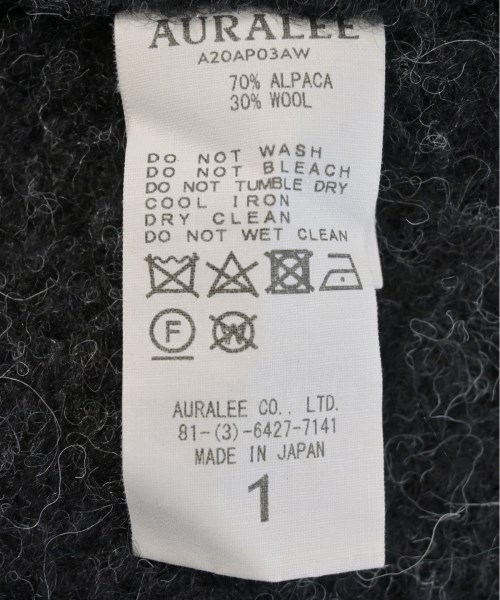 AURALEE
A20AP03AW
70% ALPACA
30% WOOL
DO NOT WASH
DO NOT BLEACH
DO NOT TUMBLE DRY
COOL IRON
DRY CLEAN
DO NOT WET CLEAN
F W
AURALEE CO., LTD.
81-(3)-6427-7141
MADE IN JAPAN
1